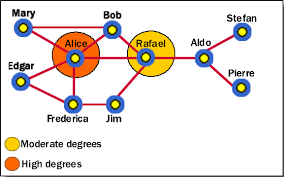 Mary
Bob
Stefan
Alice
Rafael
Aldo
Edgar
Pierre
Frederica
Jim
Moderate degrees
High degrees